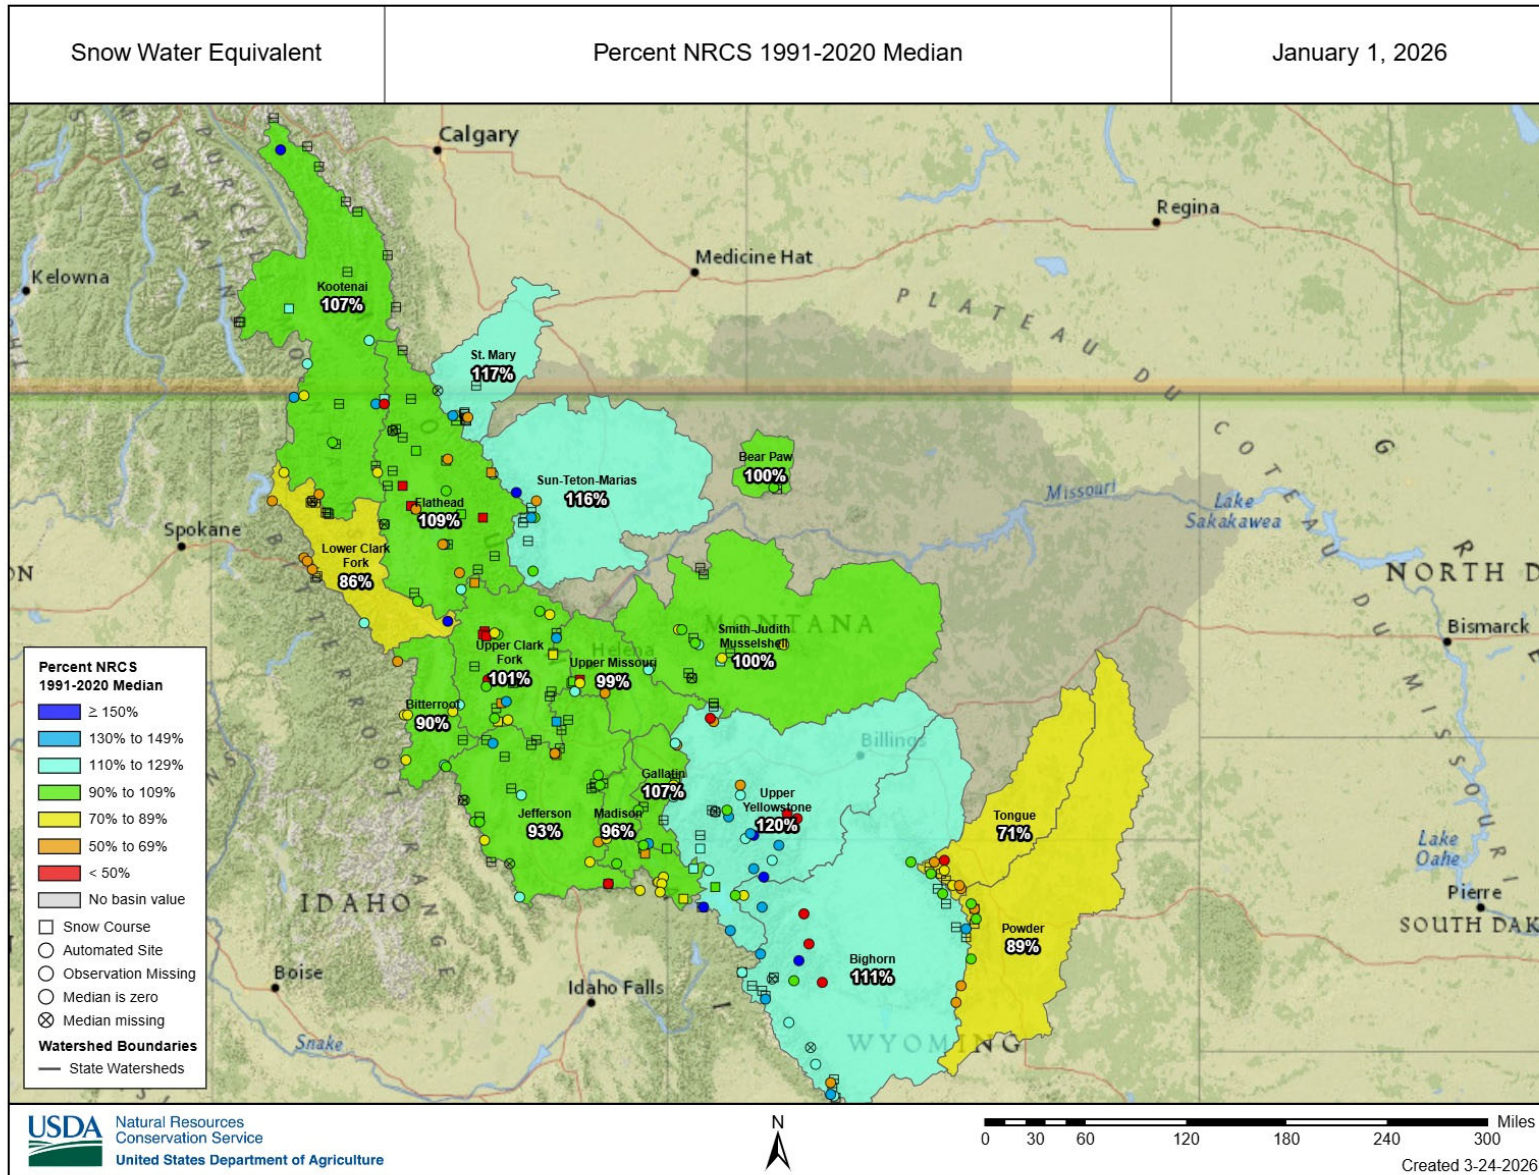 Snow Water Equivalent
Percent NRCS 1991-2020 Median
January 1, 2026
Calgary
Regina
Medicine Hat
Kelowna
Kootenai
107%
PLATEAU DU COTEAU DU MISSOURI
St. Mary
117%
Bear Paw
100%
Sun-Teton-Marias
116%
Missouri
Lake
Sakakawea
Flathead
109%
Spokane
Lower Clark
Fork
86%
NORTH D
MONTANA
Smith-Judith
Musselshell
100%
Bismarck
Helena
Upper Clark
Fork
101%
Upper Missouri
99%
Bitterroot
90%
Billings
Gallatin
107%
Upper
Yellowstone
120%
Jefferson
93%
Madison
96%
Tongue
71%
Lake
Oahe
IDAHO
Pierre
SOUTH DAK
Powder
89%
Bighorn
111%
Boise
Idaho Falls
Snake
WYOMING
BITTERROOT RANGE
Percent NRCS
1991-2020 Median
≥ 150%
130% to 149%
110% to 129%
90% to 109%
70% to 89%
50% to 69%
< 50%
No basin value
Snow Course
Automated Site
Observation Missing
Median is zero
Median missing
Watershed Boundaries
State Watersheds
USDA
Natural Resources
Conservation Service
United States Department of Agriculture
N
Miles
0 30 60 120 180 240 300
Created 3-24-2026